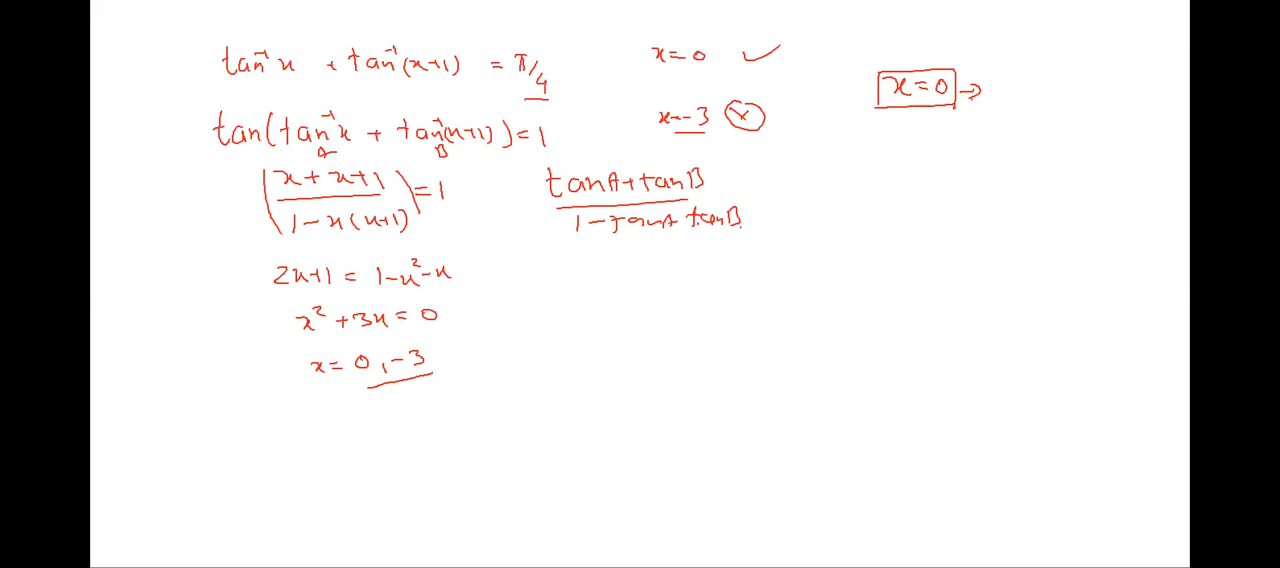 tan⁻¹x + tan⁻¹(x+1) = π/4
tan(tan⁻¹x + tan⁻¹(x+1)) = 1
A B
(x+x+1 / 1-x(x+1)) = 1
2x+1 = 1-x²-x
x²+3x = 0
x = 0, -3
tanA+tanB / 1-tanA tanB
x=0 ✓
x=-3 ⓧ
x=0 →